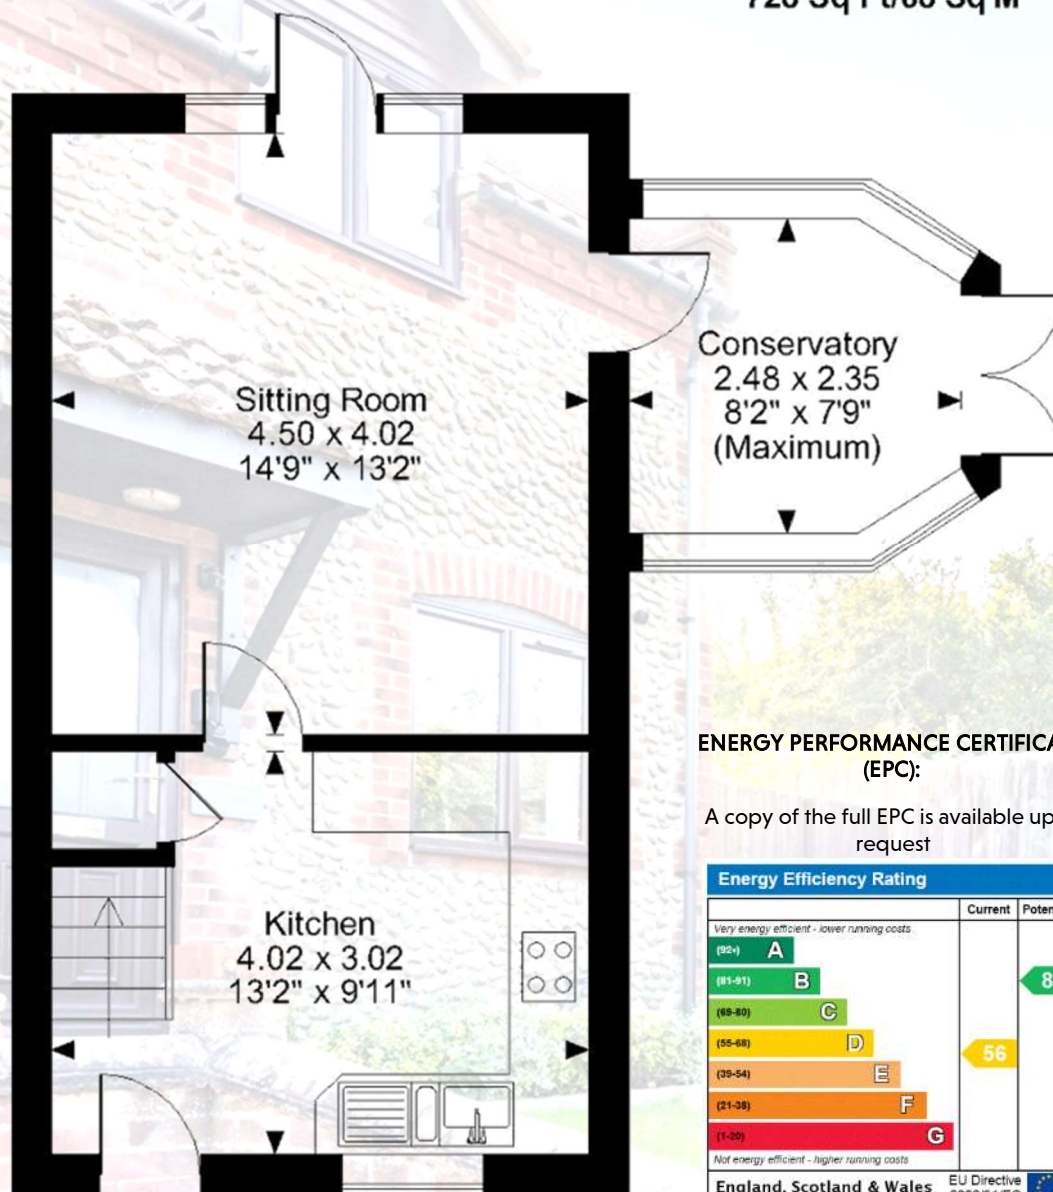 Sitting Room
4.50 x 4.02
14'9" x 13'2"
Conservatory
2.48 x 2.35
8'2" x 7'9"
(Maximum)
Kitchen
4.02 x 3.02
13'2" x 9'11"
ENERGY PERFORMANCE CERTIFICA
(EPC):
A copy of the full EPC is available up
request
Energy Efficiency Rating
Current Poten
Very energy efficient - lower running costs
(92+) A
(81-91) B
8
(69-80) C
(55-68) D
56
(39-54) E
(21-38) F
(1-20) G
Not energy efficient - higher running costs
England, Scotland & Wales
EU Directive